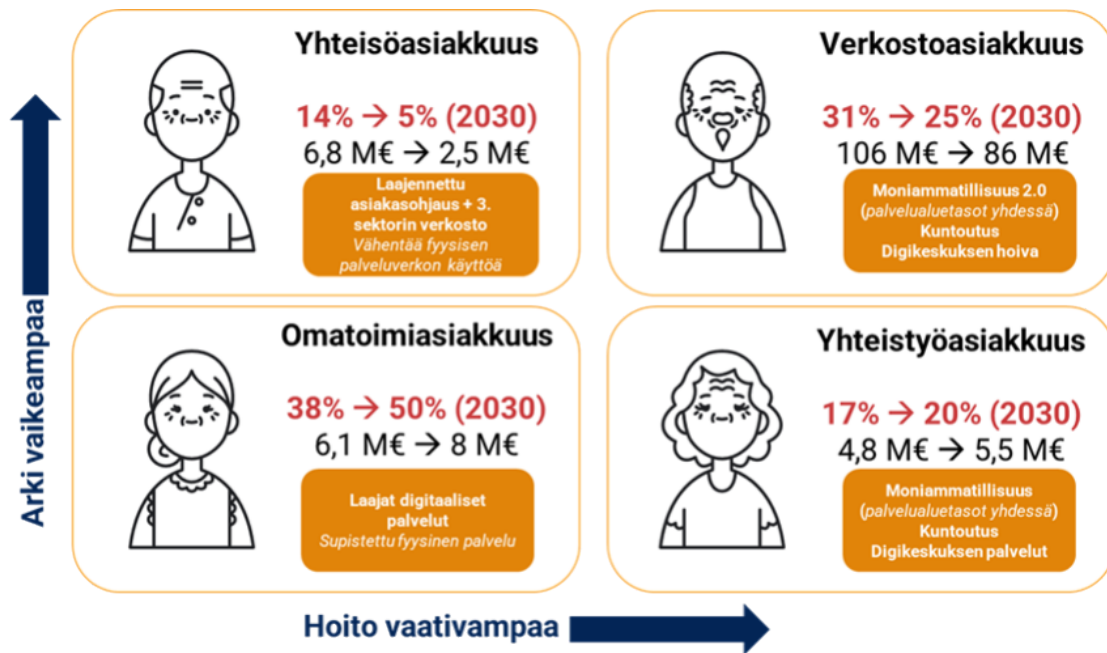 Yhteisöasiakkuus
14% → 5% (2030)
6,8 M€ → 2,5 M€
Laajennettu
asiakasohjaus + 3.
sektorin verkosto
Vähentää fyysisen
palveluverkon käyttöä
Verkostoasiakkuus
31% → 25% (2030)
106 M€ → 86 M€
Moniammatillisuus 2.0
(palvelualuetasot yhdessä)
Kuntoutus
Digikeskuksen hoiva
Omatoimiasiakkuus
38% → 50% (2030)
6,1 M€ → 8 M€
Laajat digitaaliset
palvelut
Supistettu fyysinen palvelu
Yhteistyöasiakkuus
17% → 20% (2030)
4,8 M€ → 5,5 M€
Moniammatillisuus
(palvelualuetasot yhdessä)
Kuntoutus
Digikeskuksen palvelut
Arki vaikeampaa
Hoito vaativampaa